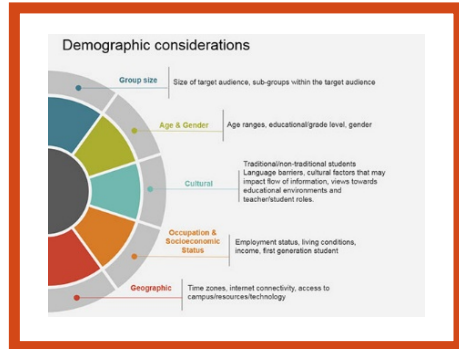 Demographic considerations
Group size
Size of target audience, sub-groups within the target audience
Age & Gender
Age ranges, educational/grade level, gender
Cultural
Traditional/non-traditional students
Language barriers, cultural factors that may
impact flow of information, views towards
educational environments and
teacher/student roles.
Occupation &
Socioeconomic
Status
Employment status, living conditions,
income, first generation student
Geographic
Time zones, internet connectivity, access to
campus/resources/technology